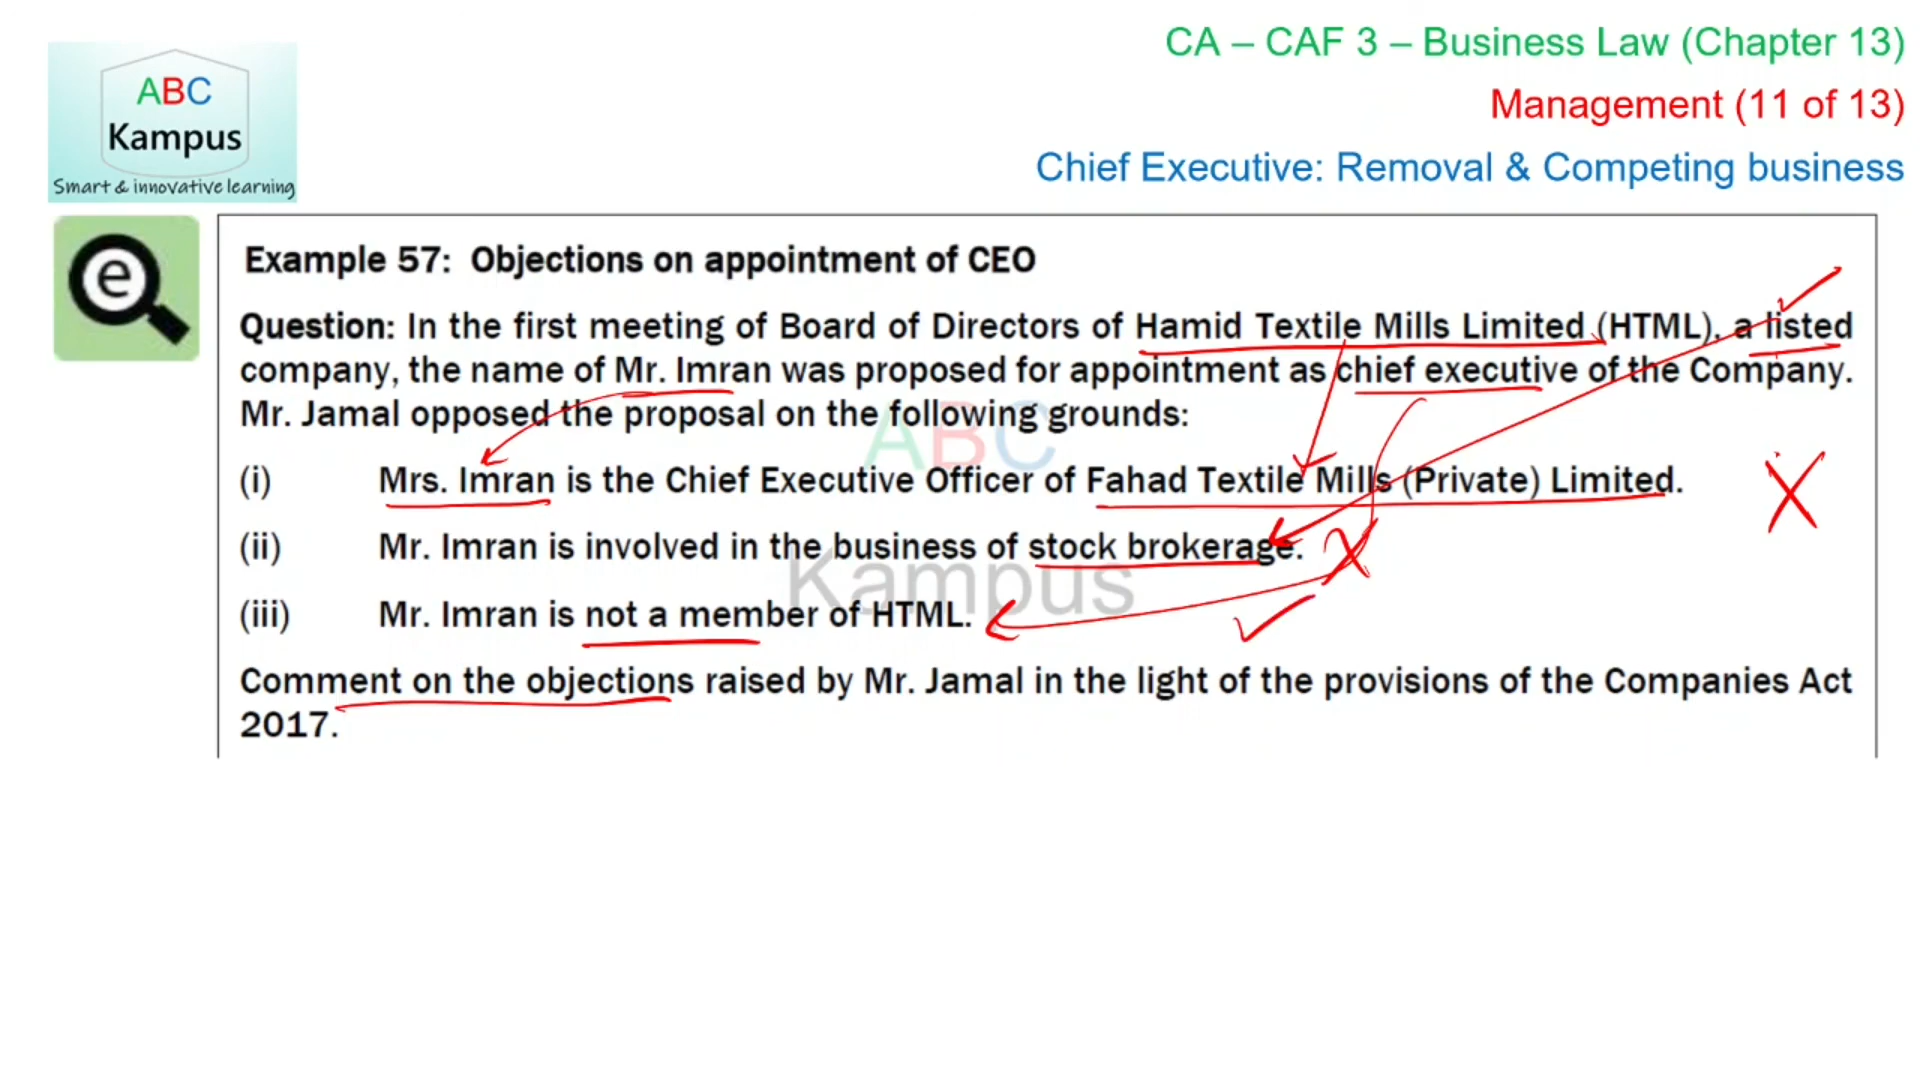 CA – CAF 3 – Business Law (Chapter 13)
Management (11 of 13)
Chief Executive: Removal & Competing business
ABC
Kampus
Smart & innovative learning
e
Example 57: Objections on appointment of CEO
Question: In the first meeting of Board of Directors of Hamid Textile Mills Limited (HTML), a listed
company, the name of Mr. Imran was proposed for appointment as chief executive of the Company.
Mr. Jamal opposed the proposal on the following grounds:
(i) Mrs. Imran is the Chief Executive Officer of Fahad Textile Mills (Private) Limited.
(ii) Mr. Imran is involved in the business of stock brokerage.
(iii) Mr. Imran is not a member of HTML.
Comment on the objections raised by Mr. Jamal in the light of the provisions of the Companies Act
2017.
ABC
Kampus